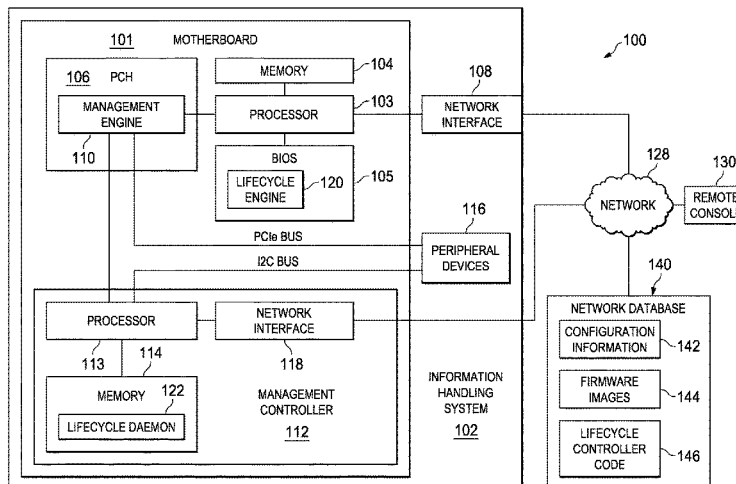 101
MOTHERBOARD
100
106
PCH
MEMORY
104
108
MANAGEMENT
ENGINE
PROCESSOR
103
NETWORK
INTERFACE
110
BIOS
LIFECYCLE
ENGINE
120
105
128
130
116
NETWORK
REMOTE
CONSOLE
PCIe BUS
I2C BUS
PERIPHERAL
DEVICES
140
PROCESSOR
NETWORK
INTERFACE
NETWORK DATABASE
CONFIGURATION
INFORMATION
142
113
114
118
122
MEMORY
LIFECYCLE DAEMON
MANAGEMENT
CONTROLLER
112
INFORMATION
HANDLING
SYSTEM
102
FIRMWARE
IMAGES
144
LIFECYCLE
CONTROLLER
CODE
146